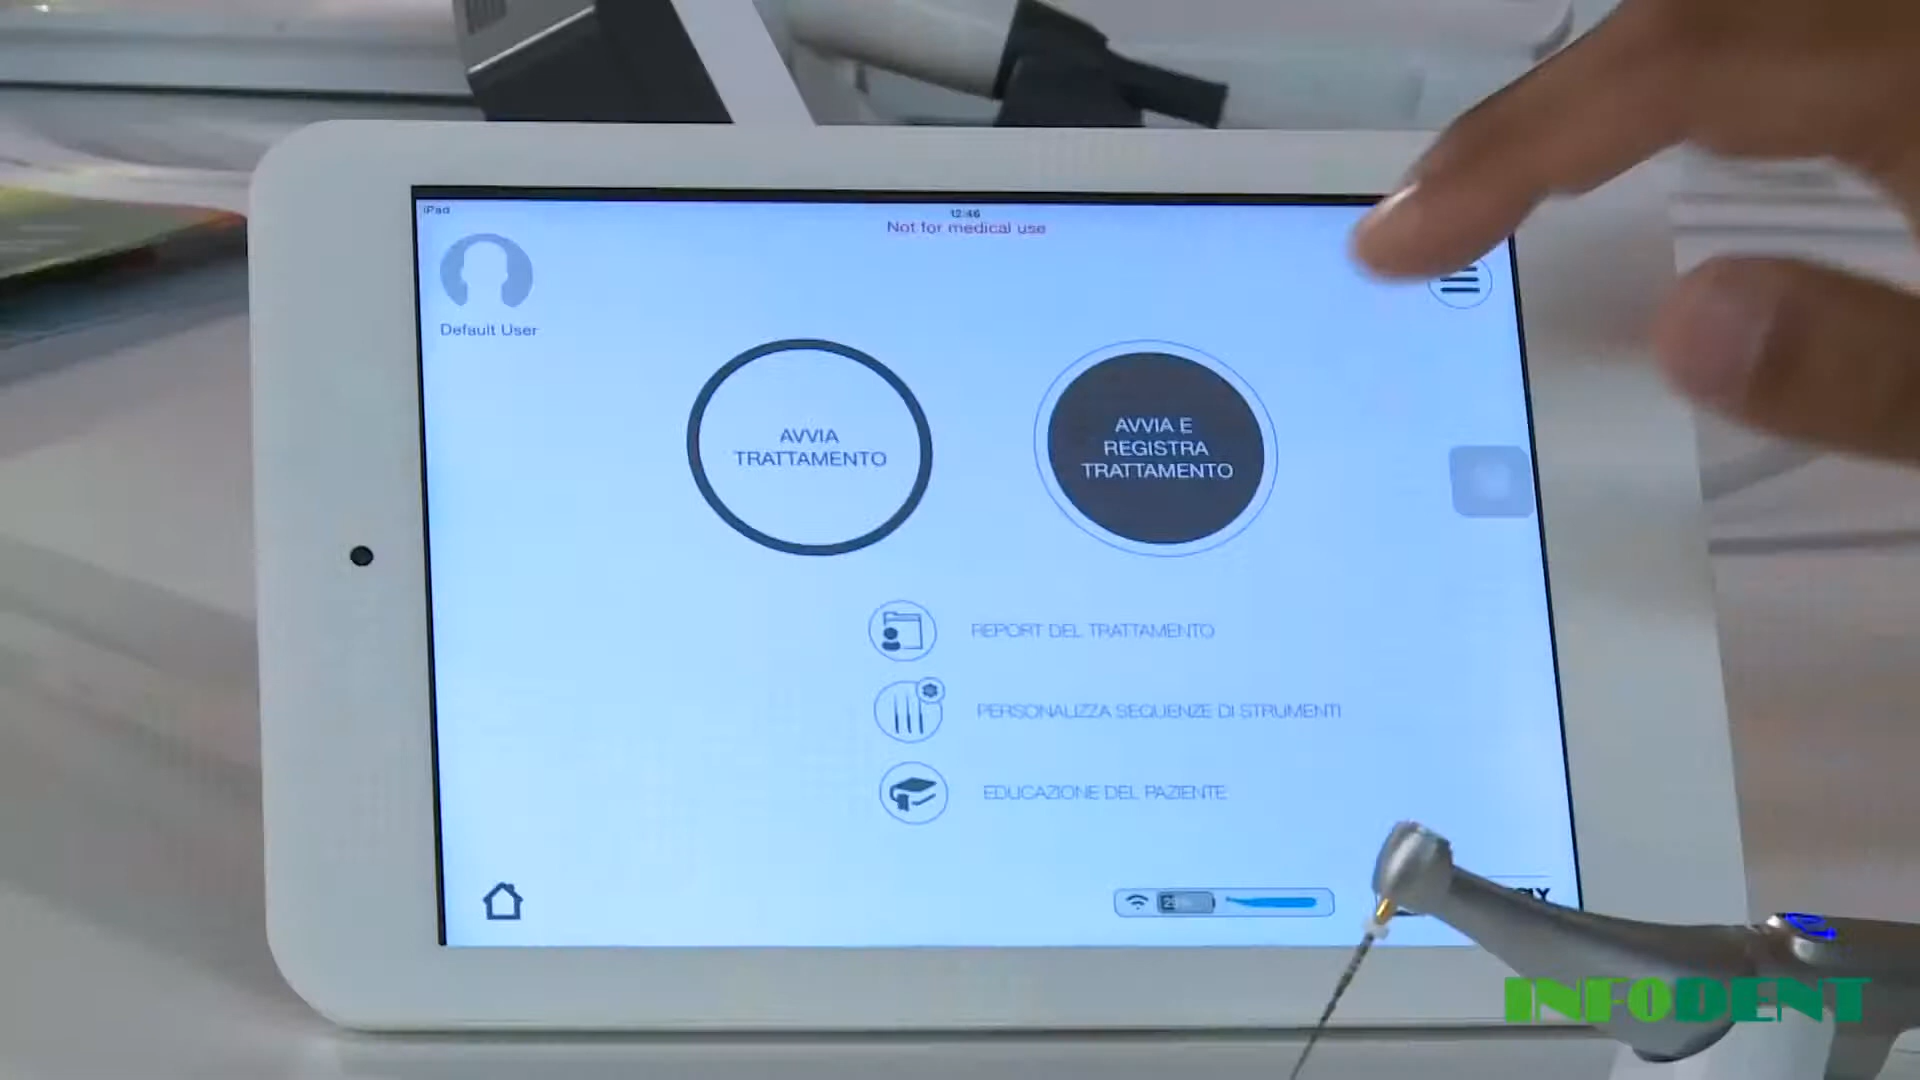 iPad
12:46
Not for medical use
Default User
AVVIA
TRATTAMENTO
AVVIA E
REGISTRA
TRATTAMENTO
REPORT DEL TRATTAMENTO
PERSONALIZZA SEQUENZE DI STRUMENTI
EDUCAZIONE DEL PAZIENTE
INFODENT